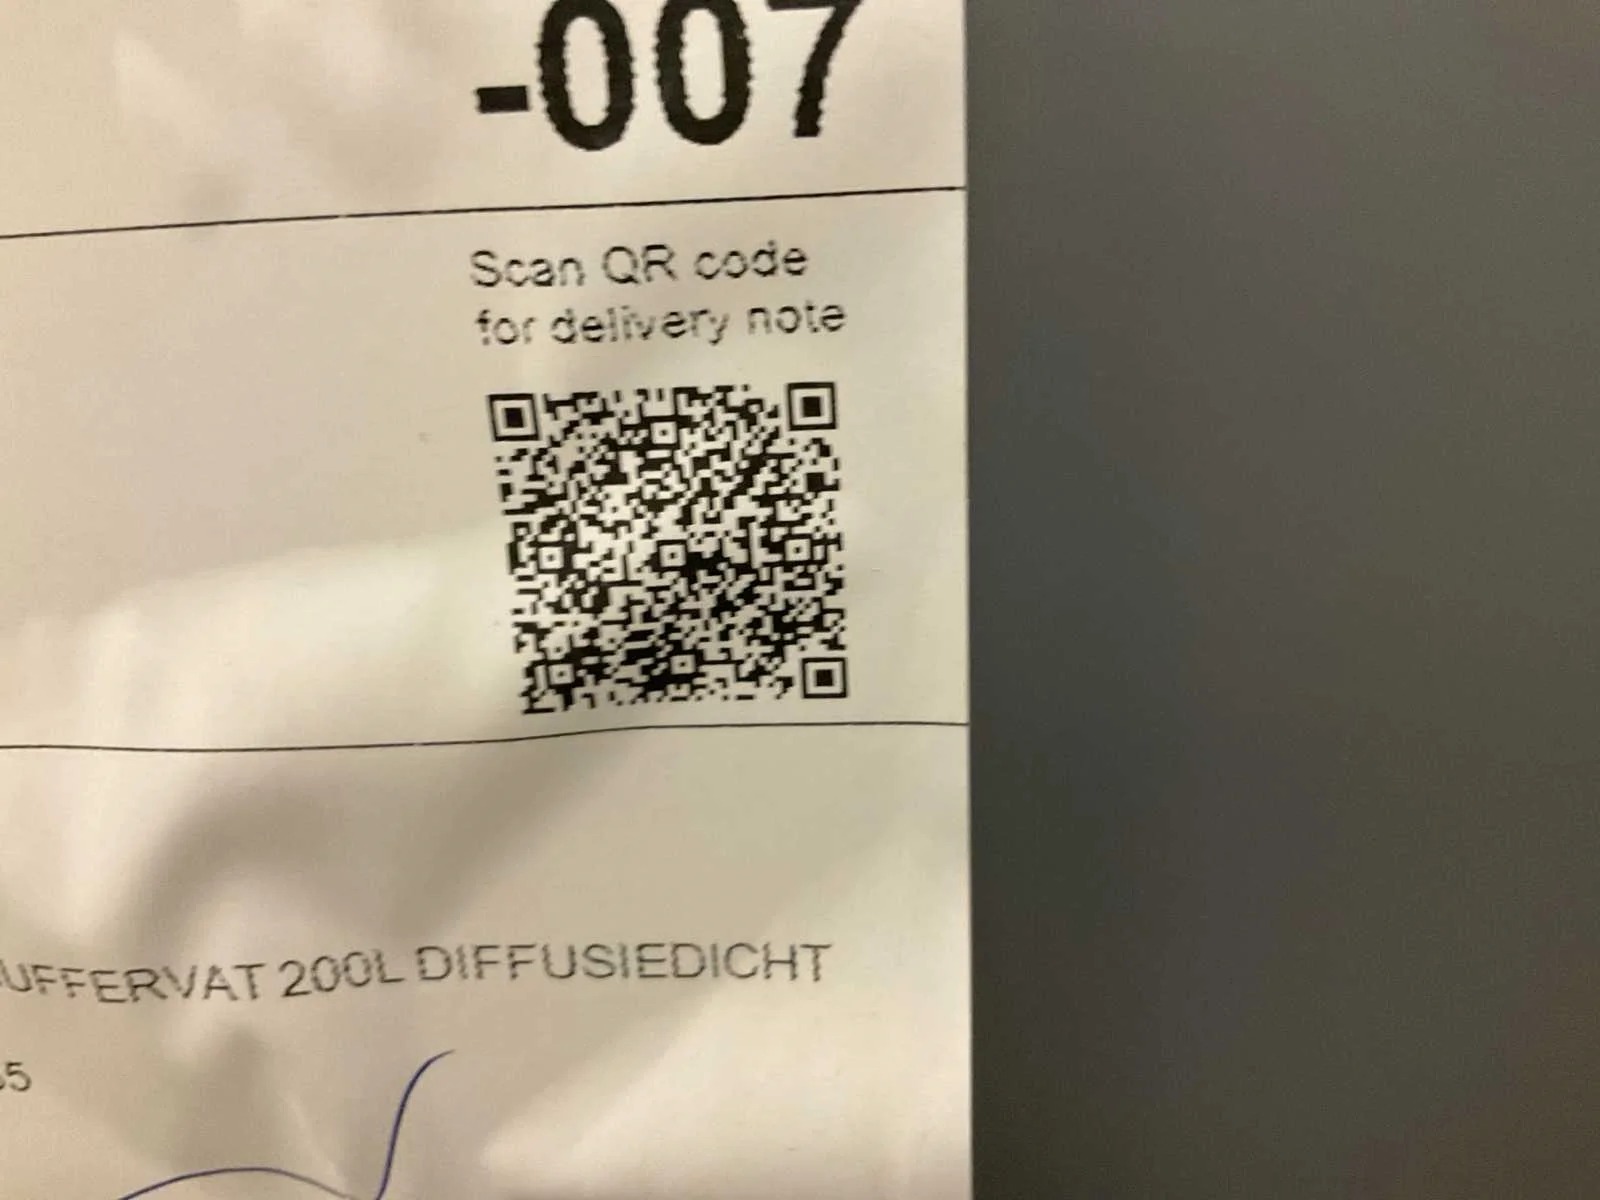 -007
Scan QR code
for delivery note
UFFERVAT 200L DIFFUSIEDICHT
5